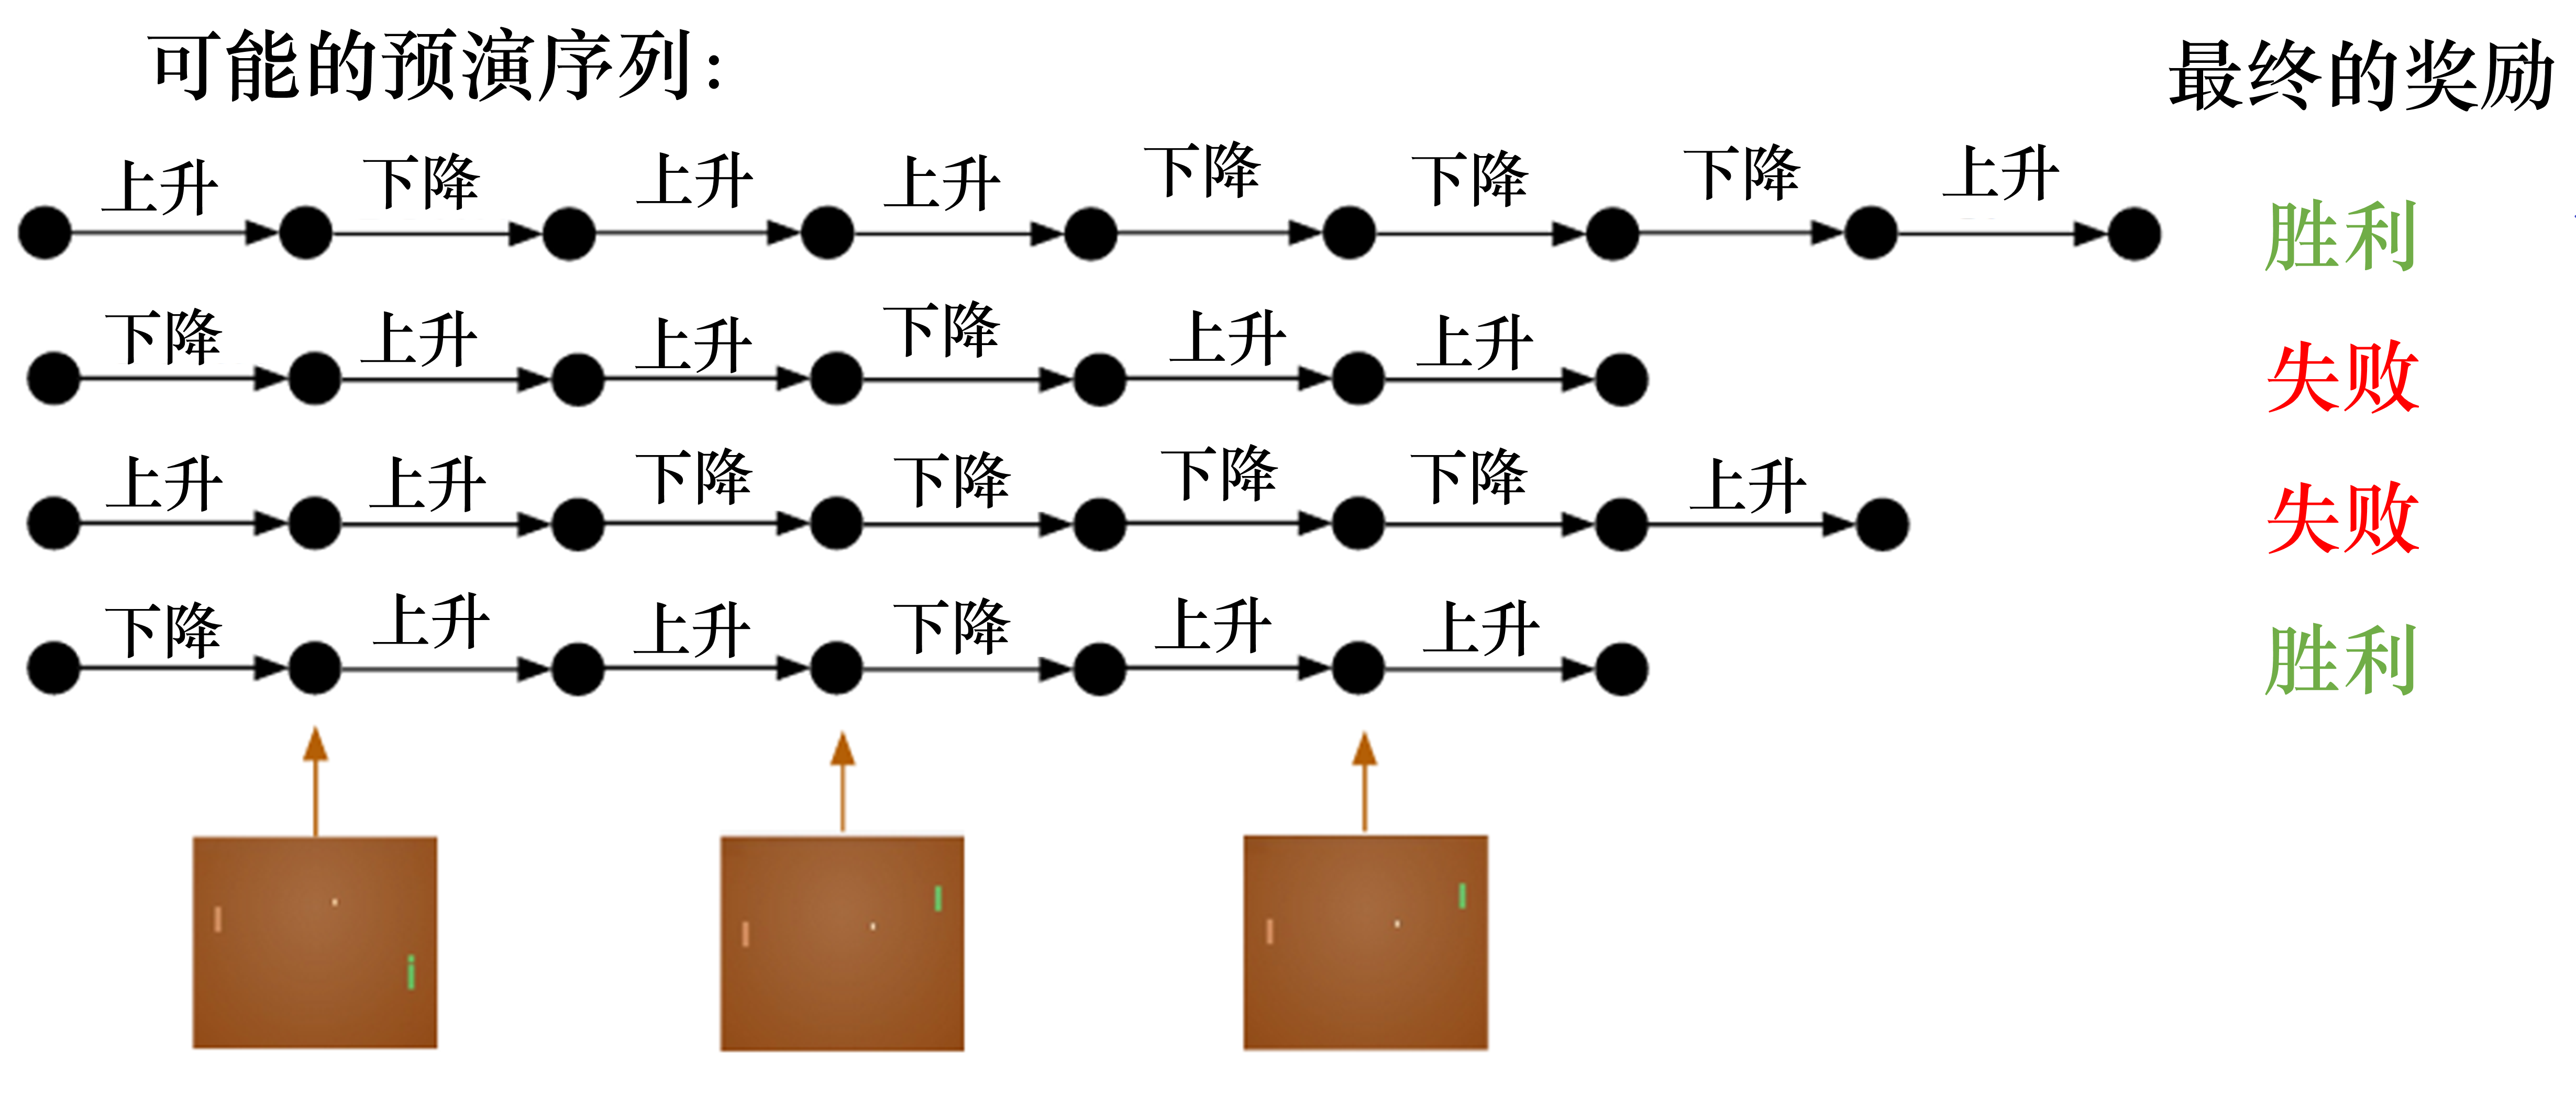 可能的预演序列: 最终的奖励
上升 下降 上升 上升 下降 下降 下降 上升 胜利
下降 上升 上升 下降 上升 上升 失败
上升 上升 下降 下降 下降 下降 上升 失败
下降 上升 上升 下降 上升 上升 胜利